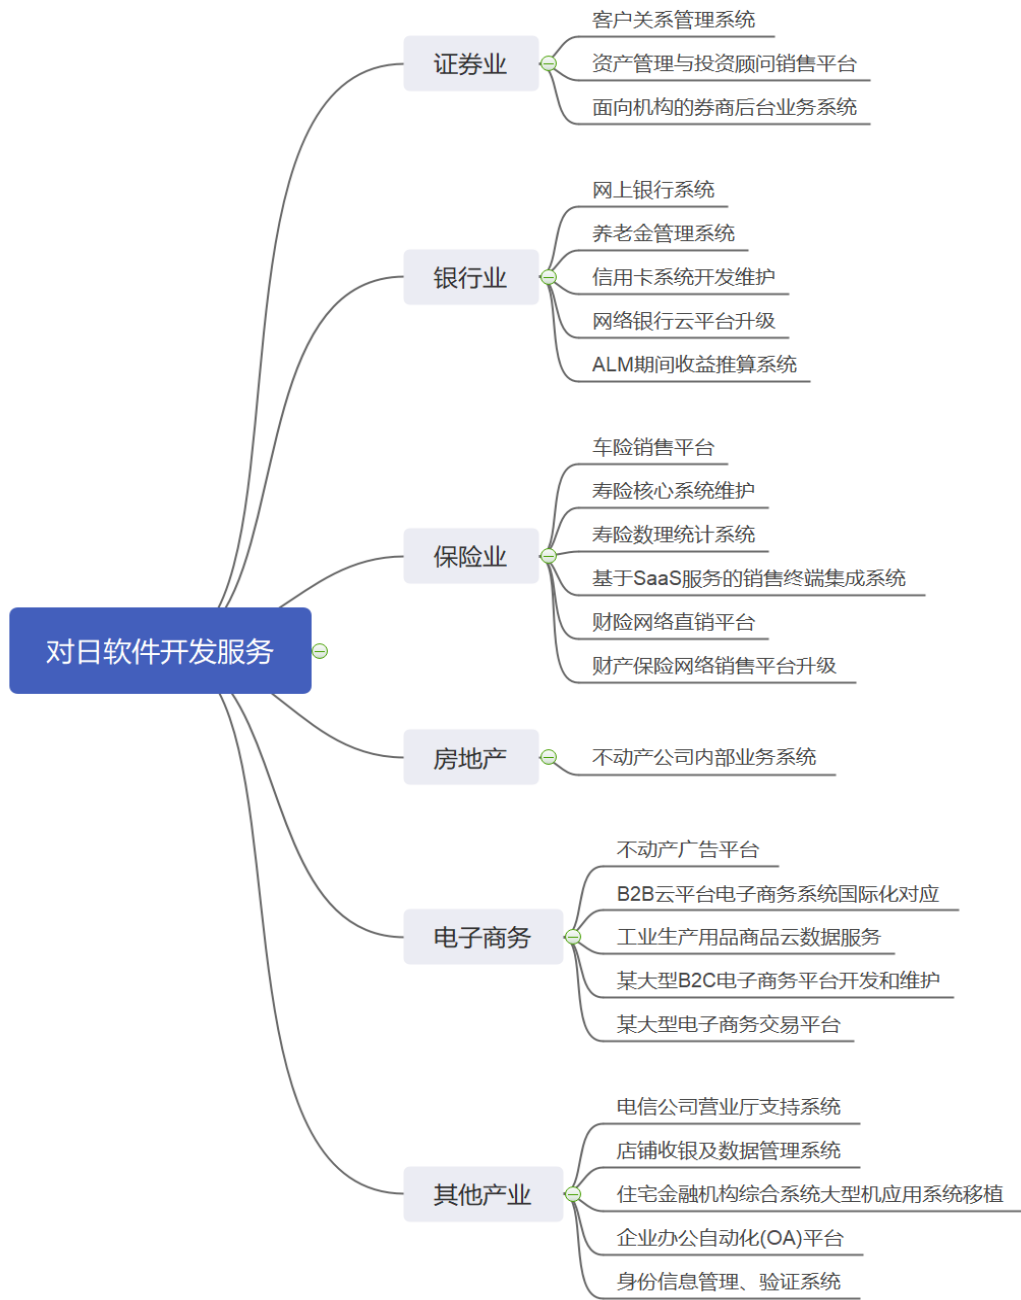 对日软件开发服务
证券业
客户关系管理系统
资产管理与投资顾问销售平台
面向机构的券商后台业务系统
银行业
网上银行系统
养老金管理系统
信用卡系统开发维护
网络银行云平台升级
ALM期间收益推算系统
保险业
车险销售平台
寿险核心系统维护
寿险数理统计系统
基于SaaS服务的销售终端集成系统
财险网络直销平台
财产保险网络销售平台升级
房地产
不动产公司内部业务系统
电子商务
不动产广告平台
B2B云平台电子商务系统国际化对应
工业生产用品商品云数据服务
某大型B2C电子商务平台开发和维护
某大型电子商务交易平台
其他产业
电信公司营业厅支持系统
店铺收银及数据管理系统
住宅金融机构综合系统大型机应用系统移植
企业办公自动化(OA)平台
身份信息管理、验证系统